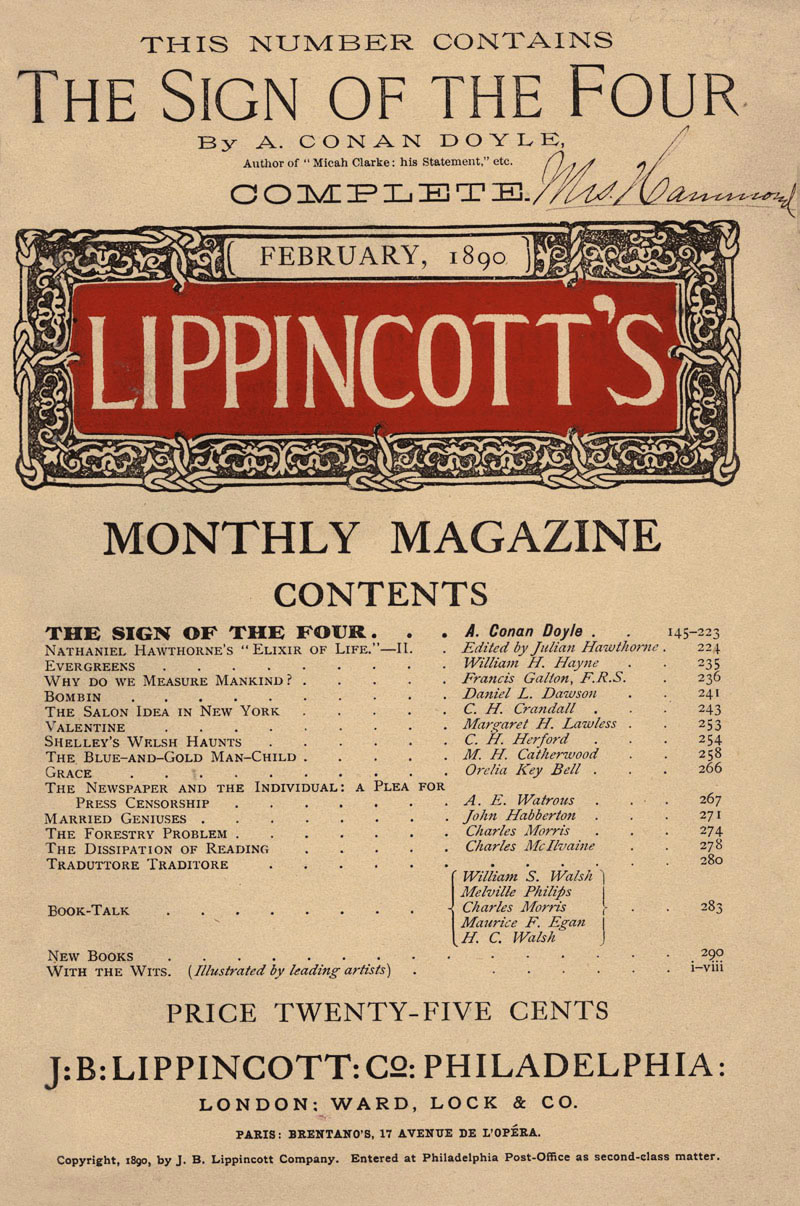 THIS NUMBER CONTAINS
THE SIGN OF THE FOUR
By A. CONAN DOYLE,
Author of "Micah Clarke: his Statement," etc.
COMPLETE. Mrs. Hammond
FEBRUARY, 1890
LIPPINCOTT'S
MONTHLY MAGAZINE
CONTENTS
THE SIGN OF THE FOUR. . . A. Conan Doyle . . 145-223
NATHANIEL HAWTHORNE'S "ELIXIR OF LIFE."—II. . Edited by Julian Hawthorne . 224
EVERGREENS . . . . . . . William H. Hayne . . 235
WHY DO WE MEASURE MANKIND? . . . . . Francis Galton, F.R.S. . 236
BOMBIN . . . . . . . . Daniel L. Dawson . . 241
THE SALON IDEA IN NEW YORK . . . . . C. H. Crandall . . 243
VALENTINE . . . . . . . Margaret H. Lawless . . 253
SHELLEY'S WELSH HAUNTS . . . . . . C. H. Herford . . 254
THE BLUE-AND-GOLD MAN-CHILD . . . . . M. H. Catherwood . . 258
GRACE . . . . . . . . Orelia Key Bell . . 266
THE NEWSPAPER AND THE INDIVIDUAL: A PLEA FOR
PRESS CENSORSHIP . . . . . . A. E. Watrous . . . 267
MARRIED GENIUSES . . . . . . . John Habberton . . 271
THE FORESTRY PROBLEM . . . . . . Charles Morris . . . 274
THE DISSIPATION OF READING . . . . . Charles McIlvaine . . 278
TRADUTTORE TRADITORE . . . . . . . . . . 280
William S. Walsh
Melville Philips
BOOK-TALK . . . . . . . Charles Morris . . 283
Maurice F. Egan
H. C. Walsh
NEW BOOKS . . . . . . . . . . . . 290
WITH THE WITS. (Illustrated by leading artists) . . . . . . i-viii
PRICE TWENTY-FIVE CENTS
J:B:LIPPINCOTT:Co:PHILADELPHIA:
LONDON: WARD, LOCK & CO.
PARIS: BRENTANO'S, 17 AVENUE DE L'OPÉRA.
Copyright, 1890, by J. B. Lippincott Company. Entered at Philadelphia Post-Office as second-class matter.